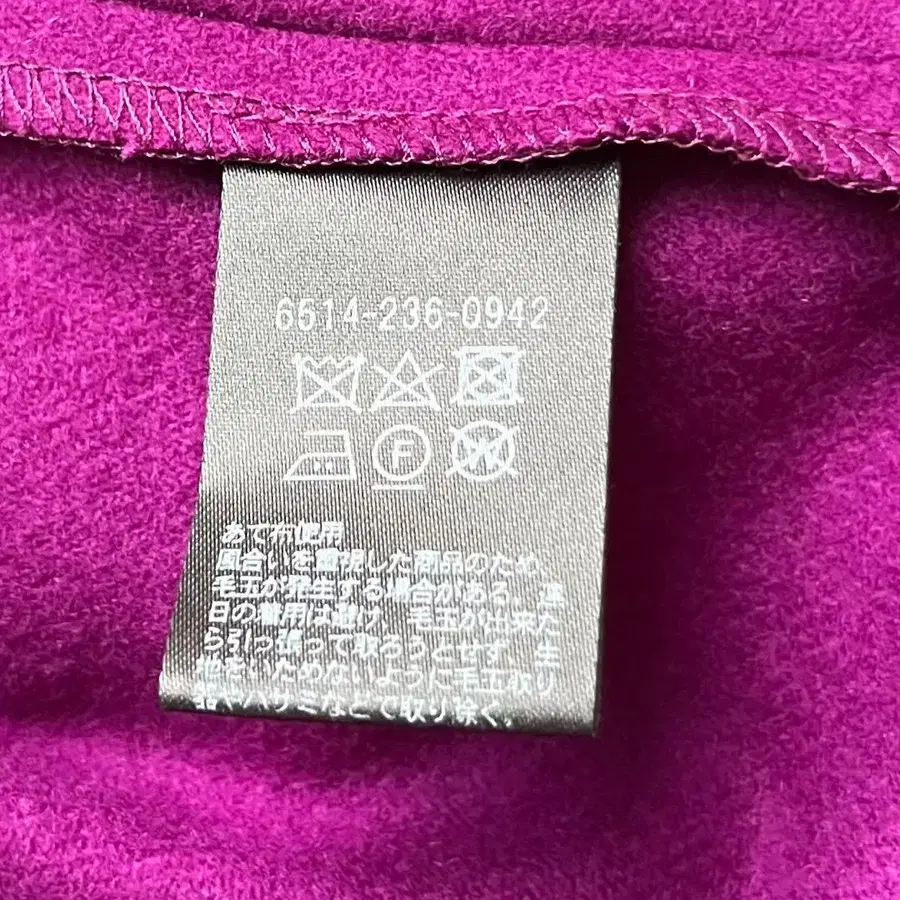 6514-236-0942
F
W
あて布使用
風合いを重視した商品のため、
毛玉が発生する場合がある。連
日の着用は避け、毛玉が出来た
ら引っ張って取ろうとせず、生
地をいためないように毛玉取り
器やハサミなどで取り除く。